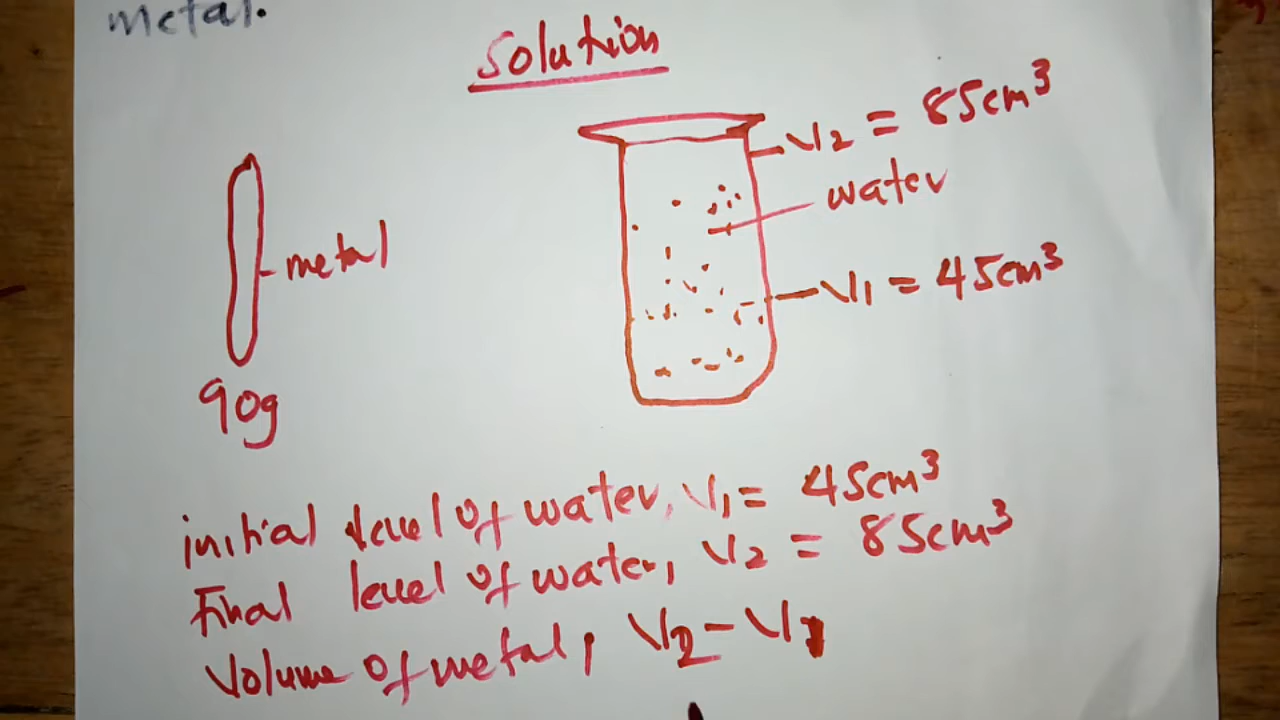 metal.
Solution
V2 = 85cm³
water
metal
V1 = 45cm³
90g
initial level of water, V1 = 45cm³
Final level of water, V2 = 85cm³
Volume of metal, V2 - V1